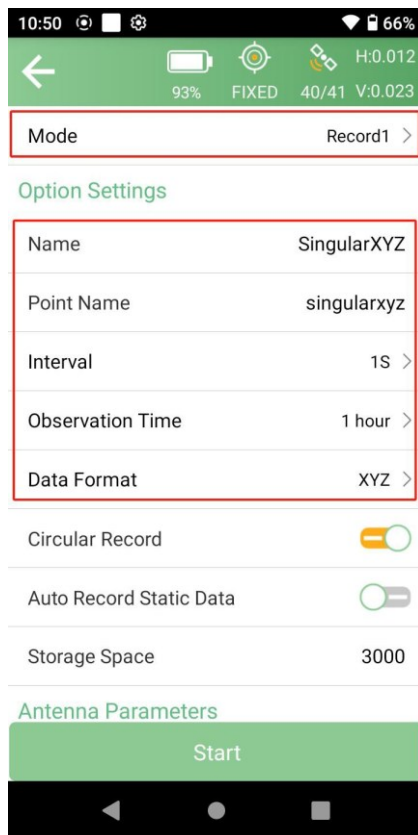 10:50 66%
H:0.012
93% FIXED 40/41 V:0.023
Mode Record1
Option Settings
Name SingularXYZ
Point Name singularxyz
Interval 1S
Observation Time 1 hour
Data Format XYZ
Circular Record
Auto Record Static Data
Storage Space 3000
Antenna Parameters
Start